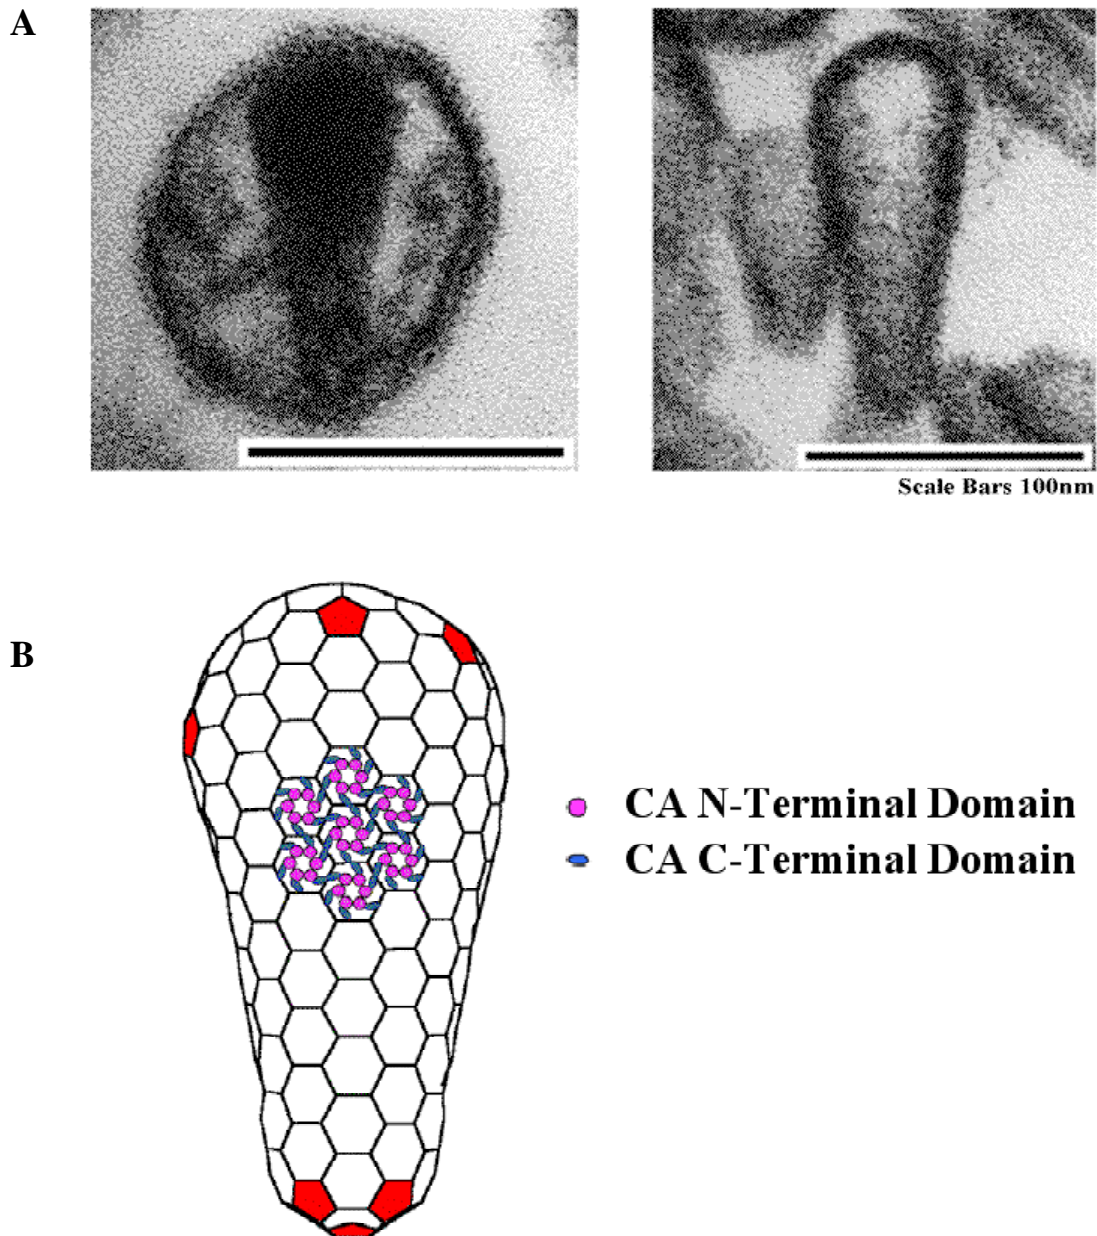 A
Scale Bars 100nm
B
CA N-Terminal Domain
CA C-Terminal Domain